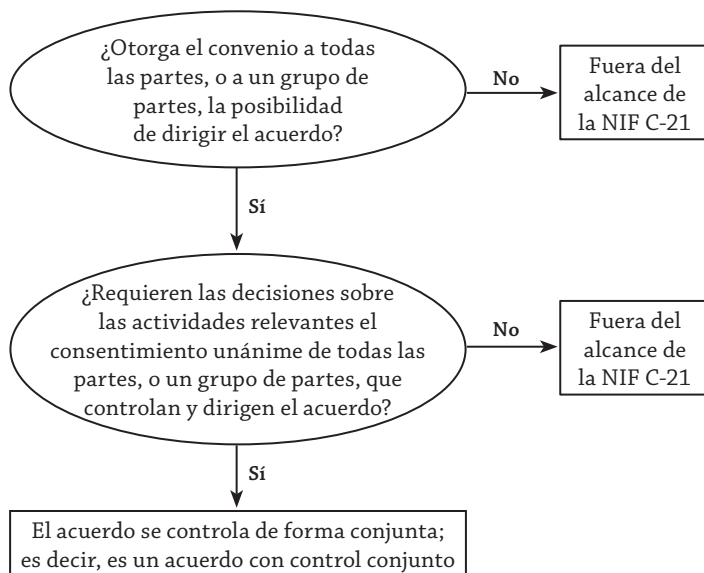 ¿Otorga el convenio a todas
las partes, o a un grupo de
partes, la posibilidad
de dirigir el acuerdo?
No
Fuera del
alcance de
la NIF C-21
Sí
¿Requieren las decisiones sobre
las actividades relevantes el
consentimiento unánime de todas las
partes, o un grupo de partes, que
controlan y dirigen el acuerdo?
No
Fuera del
alcance de
la NIF C-21
Sí
El acuerdo se controla de forma conjunta;
es decir, es un acuerdo con control conjunto